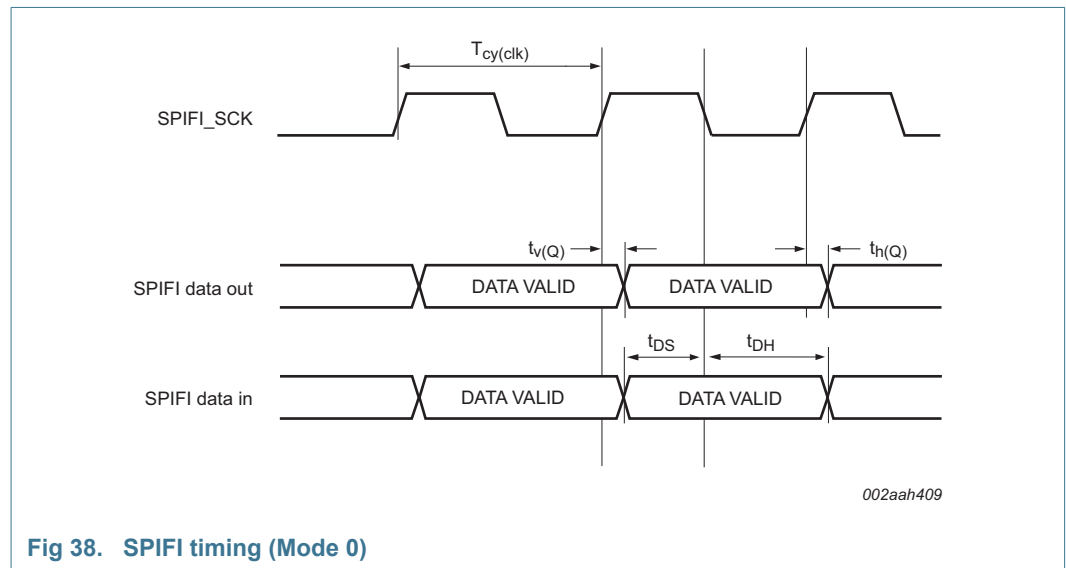 Tcy(clk)
SPIFI_SCK
tv(Q)
th(Q)
SPIFI data out
DATA VALID
DATA VALID
tDS
tDH
SPIFI data in
DATA VALID
DATA VALID
002aah409
Fig 38. SPIFI timing (Mode 0)